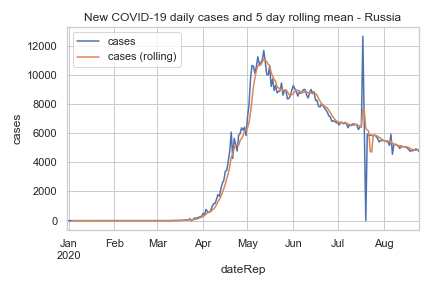 New COVID-19 daily cases and 5 day rolling mean - Russia
cases
cases (rolling)
12000
10000
8000
6000
4000
2000
0
cases
Jan Feb Mar Apr May Jun Jul Aug
2020
dateRep